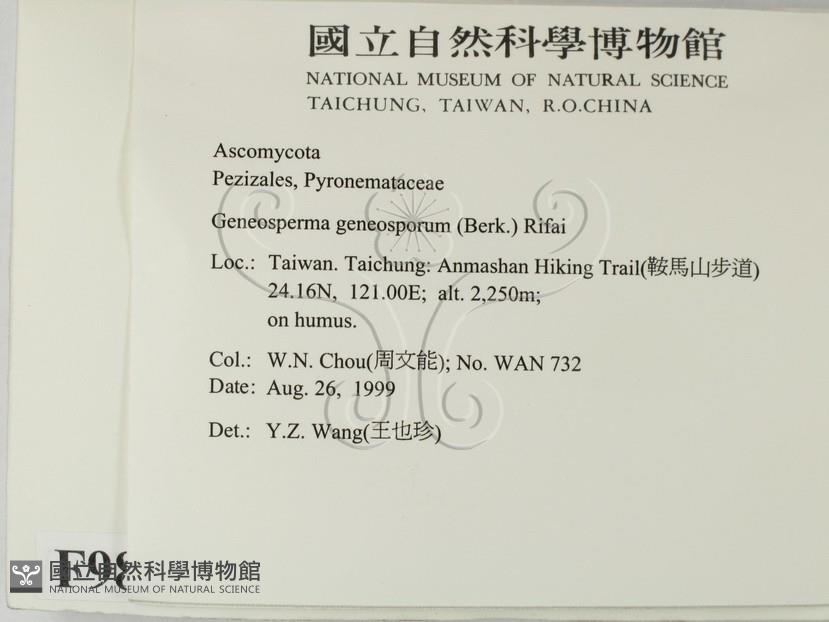 國立自然科學博物館
NATIONAL MUSEUM OF NATURAL SCIENCE
TAICHUNG, TAIWAN, R.O.CHINA
Ascomycota
Pezizales, Pyronemataceae
Geneosperma geneosporum (Berk.) Rifai
Loc.: Taiwan. Taichung: Anmashan Hiking Trail(鞍馬山步道)
24.16N, 121.00E; alt. 2,250m;
on humus.
Col.: W.N. Chou(周文能); No. WAN 732
Date: Aug. 26, 1999
Det.: Y.Z. Wang(王也珍)
國立自然科學博物館
NATIONAL MUSEUM OF NATURAL SCIENCE